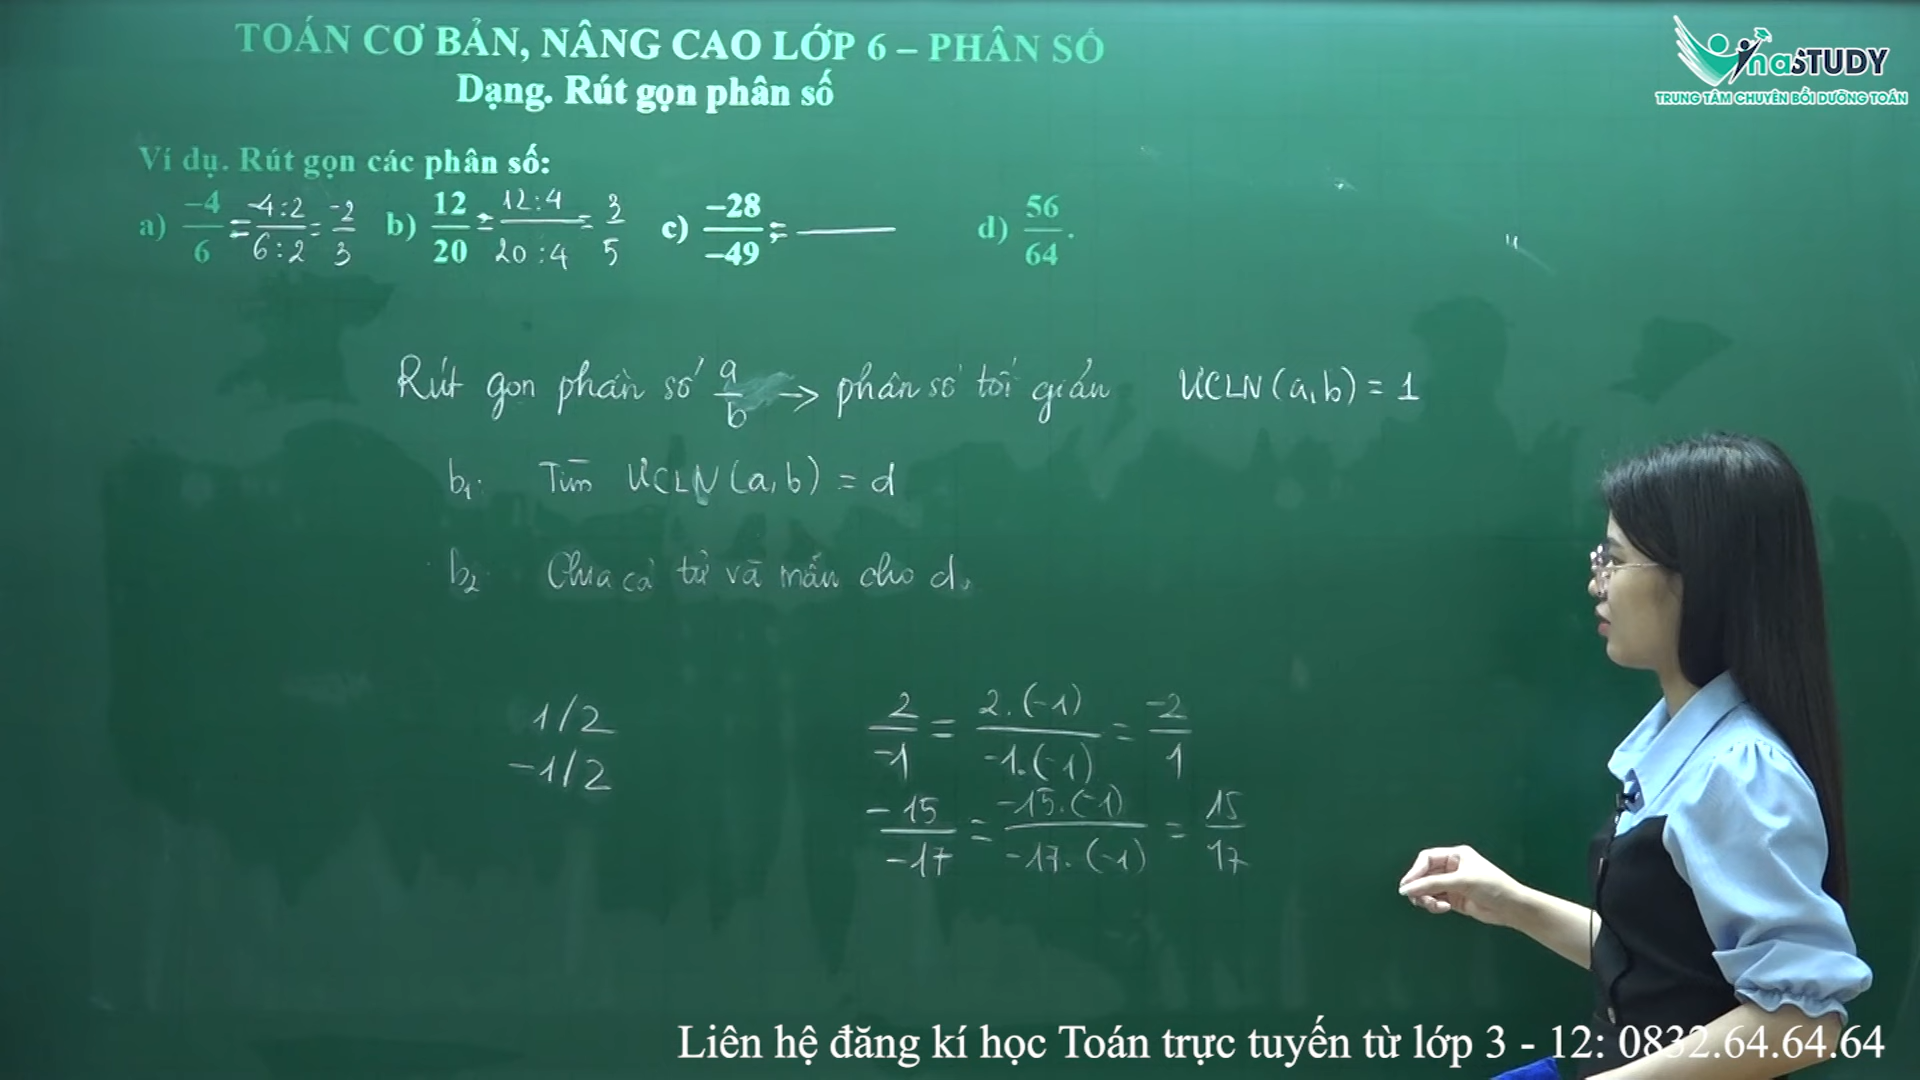 TOÁN CƠ BẢN, NÂNG CAO LỚP 6 – PHÂN SỐ
Dạng. Rút gọn phân số
VinaSTUDY
TRUNG TÂM CHUYÊN BỒI DƯỠNG TOÁN
Ví dụ. Rút gọn các phân số:
a) -4/6 = -4:2/6:2 = -2/3 b) 12/20 = 12:4/20:4 = 3/5 c) -28/-49; = d) 56/64.
Rút gọn phân số a/b → phân số tối giản ƯCLN(a,b) = 1
b1. Tìm ƯCLN(a,b) = d
b2. Chia cả tử và mẫu cho d.
1/2
-1/2
2/-1 = 2.(-1)/-1.(-1) = -2/1
-15/-17 = -15.(-1)/-17.(-1) = 15/17
Liên hệ đăng kí học Toán trực tuyến từ lớp 3 - 12: 0832.64.64.64